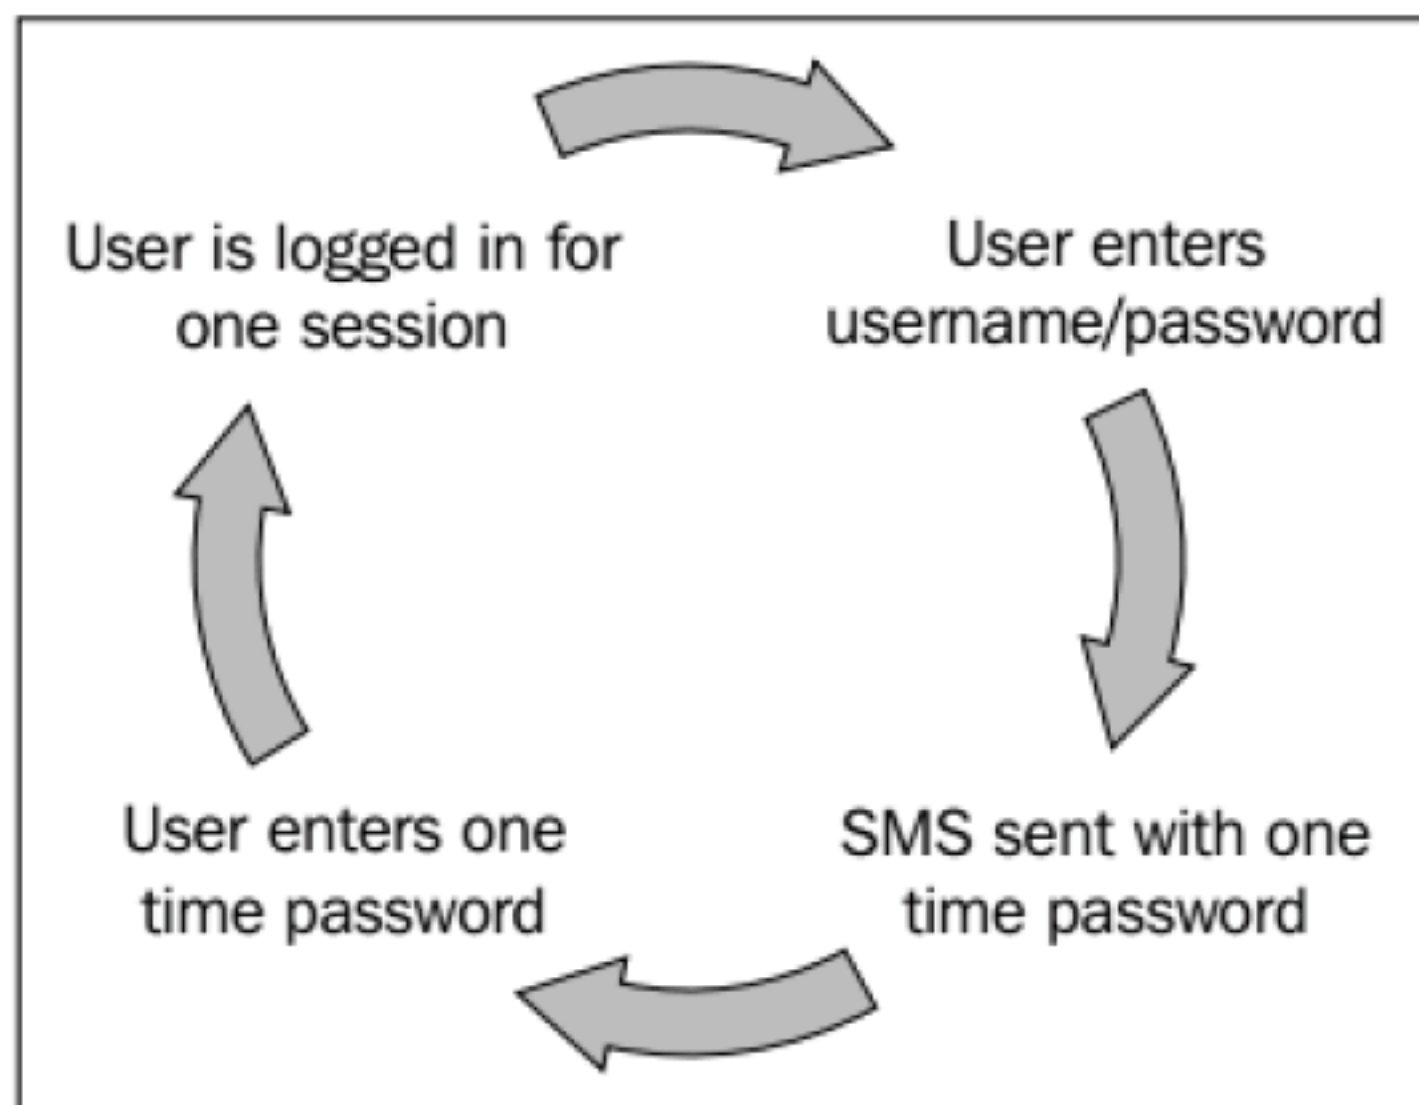 User is logged in for
one session
User enters
username/password
SMS sent with one
time password
User enters one
time password